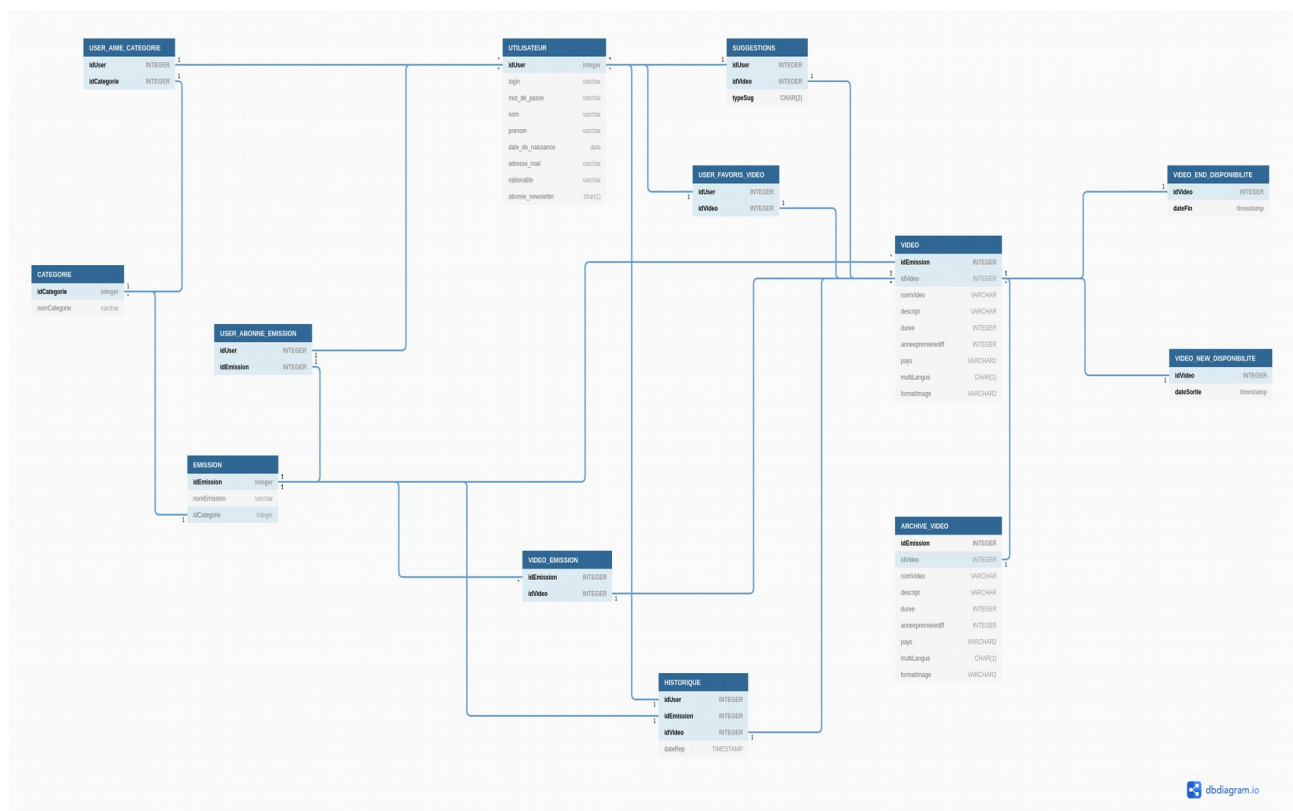 USER_AIME_CATEGORIE
idUser INTEGER
idCategorie INTEGER
UTILISATEUR
idUser integer
login varchar
mot_de_passe varchar
nom varchar
prenom varchar
date_de_naissance date
adresse_mail varchar
nationalite varchar
abonne_newsletter char(1)
SUGGESTIONS
idUser INTEGER
idVideo INTEGER
typeSug CHAR(2)
USER_FAVORIS_VIDEO
idUser INTEGER
idVideo INTEGER
VIDEO_END_DISPONIBILITE
idVideo INTEGER
dateFin timestamp
VIDEO
idEmission INTEGER
idVideo INTEGER
nomVideo VARCHAR
descript VARCHAR
duree INTEGER
anneepremierediff INTEGER
pays VARCHAR2
multiLangue CHAR(1)
formatImage VARCHAR2
CATEGORIE
idCategorie integer
nomCategorie varchar
USER_ABONNE_EMISSION
idUser INTEGER
idEmission INTEGER
VIDEO_NEW_DISPONIBILITE
idVideo INTEGER
dateSortie timestamp
EMISSION
idEmission integer
nomEmission varchar
idCategorie integer
VIDEO_EMISSION
idEmission INTEGER
idVideo INTEGER
ARCHIVE_VIDEO
idEmission INTEGER
idVideo INTEGER
nomVideo VARCHAR
descript VARCHAR
duree INTEGER
anneepremierediff INTEGER
pays VARCHAR2
multiLangue CHAR(1)
formatImage VARCHAR2
HISTORIQUE
idUser INTEGER
idEmission INTEGER
idVideo INTEGER
dateRep TIMESTAMP
dbdiagram.io